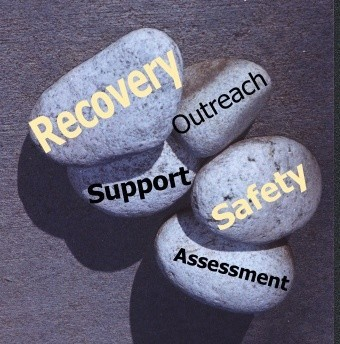 Recovery
Outreach
Support
Safety
Assessment